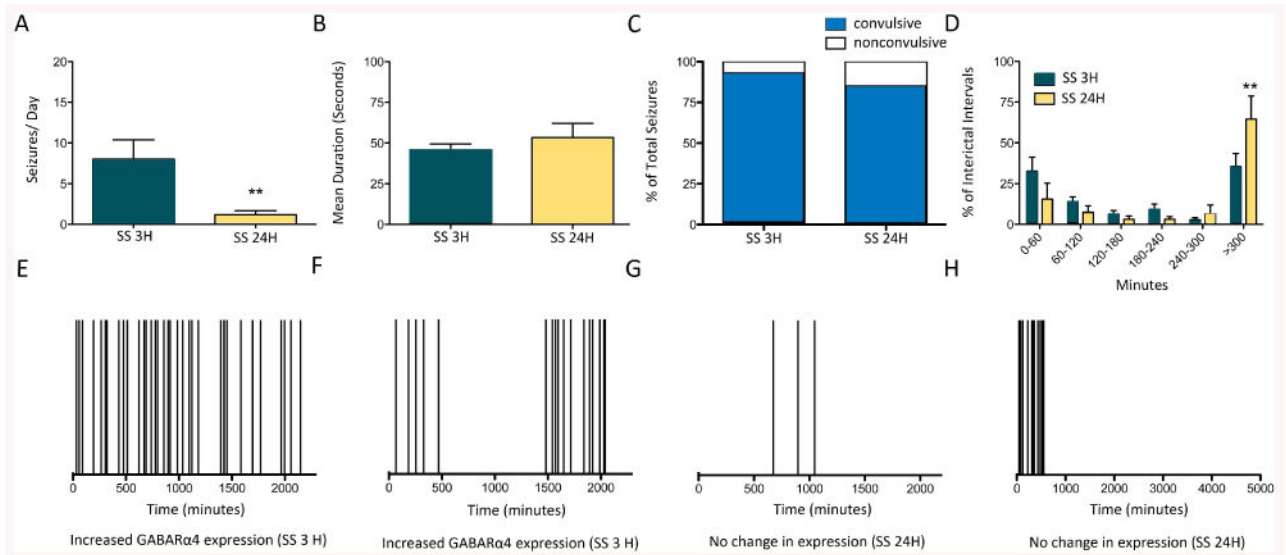 A
B
C
convulsive
nonconvulsive
D
Seizures/ Day
20
15
10
5
0
**
SS 3H
SS 24H
Mean Duration (Seconds)
100
75
50
25
0
SS 3H
SS 24H
% of Total Seizures
100
75
50
25
0
SS 3H
SS 24H
% of Interictal Intervals
100
75
50
25
0
SS 3H
SS 24H
**
0-60
60-120
120-180
180-240
240-300
>300
Minutes
E
F
G
H
0 500 1000 1500 2000
Time (minutes)
Increased GABARα4 expression (SS 3 H)
0 500 1000 1500 2000
Time (minutes)
Increased GABARα4 expression (SS 3 H)
0 500 1000 1500 2000
Time (minutes)
No change in expression (SS 24H)
0 1000 2000 3000 4000 5000
Time (minutes)
No change in expression (SS 24H)